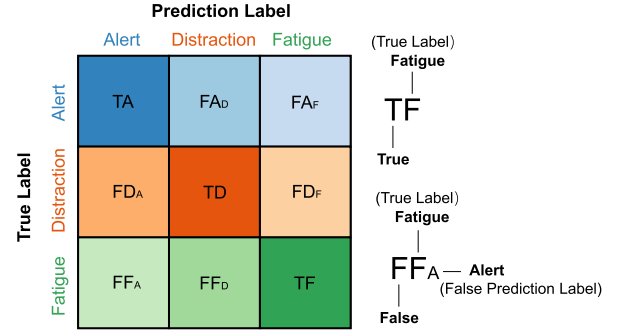 Prediction Label
Alert Distraction Fatigue
True Label
Alert
TA FAD FAF
Distraction
FDA TD FDF
Fatigue
FFA FFD TF
(True Label)
Fatigue
TF
True
(True Label)
Fatigue
FFA Alert
(False Prediction Label)
False